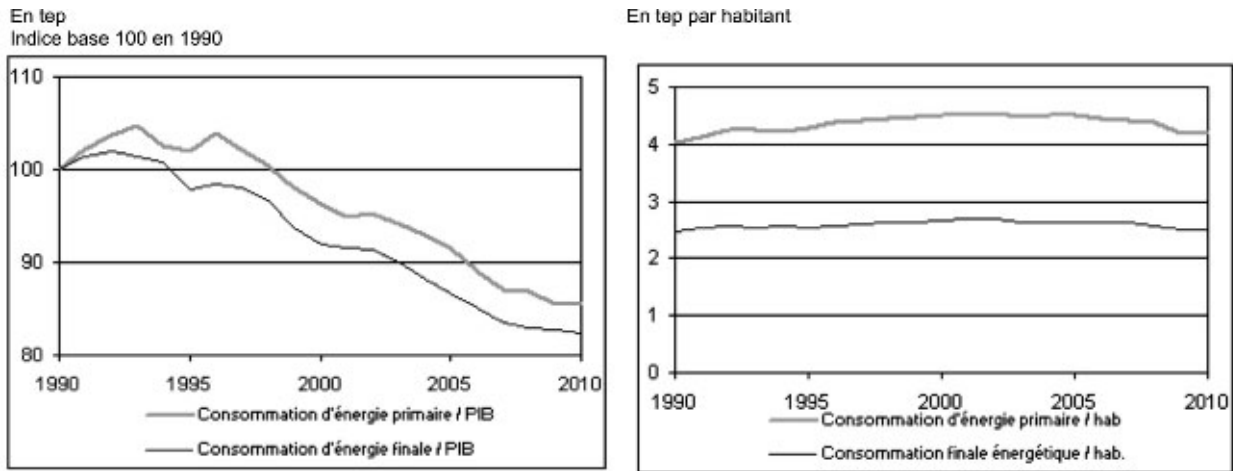 En tep
Indice base 100 en 1990
110
100
90
80
1990 1995 2000 2005 2010
Consommation d'énergie primaire / PIB
Consommation d'énergie finale / PIB
En tep par habitant
5
4
3
2
1
0
1990 1995 2000 2005 2010
Consommation d'énergie primaire / hab
Consommation finale énergétique / hab.